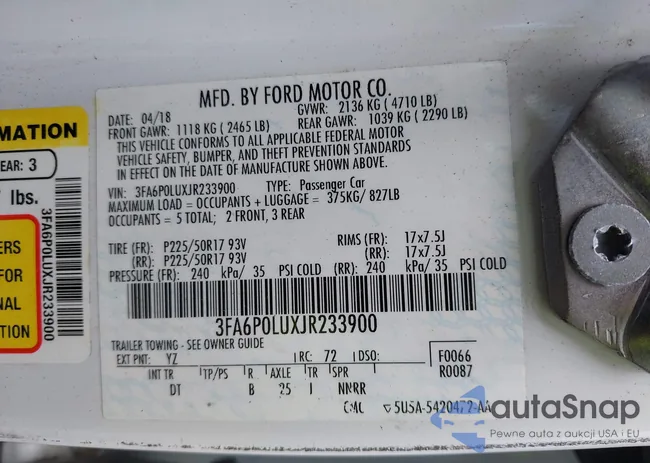 MATION
EAR: 3
lbs.
3FA6P0LUXJR233900
ERS
FOR
NAL
TION
MFD. BY FORD MOTOR CO.
DATE: 04/18 GVWR: 2136 KG ( 4710 LB)
FRONT GAWR: 1118 KG ( 2465 LB) REAR GAWR: 1039 KG ( 2290 LB)
THIS VEHICLE CONFORMS TO ALL APPLICABLE FEDERAL MOTOR
VEHICLE SAFETY, BUMPER, AND THEFT PREVENTION STANDARDS
IN EFFECT ON THE DATE OF MANUFACTURE SHOWN ABOVE.
VIN: 3FA6P0LUXJR233900 TYPE: Passenger Car
MAXIMUM LOAD = OCCUPANTS + LUGGAGE = 375KG/ 827LB
OCCUPANTS = 5 TOTAL; 2 FRONT, 3 REAR
TIRE (FR): P225/50R17 93V RIMS (FR): 17x7.5J
(RR): P225/50R17 93V (RR): 17x7.5J
PRESSURE (FR): 240 kPa/ 35 PSI COLD (RR): 240 kPa/ 35 PSI COLD
3FA6P0LUXJR233900
TRAILER TOWING - SEE OWNER GUIDE
EXT PNT: YZ RC: 72 DSO: F0066
INT TR TP/PS R AXLE TR SPR R0087
DT B 25 J NNRR
CMC 5U5A-5420472-AA
autaSnap
Pewne auta z aukcji USA i EU